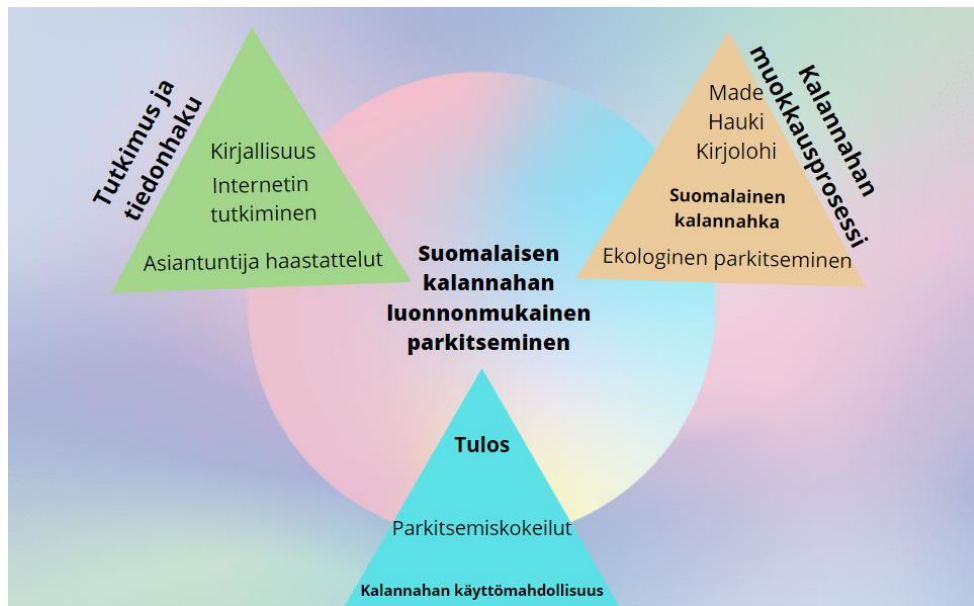 Tutkimus ja
tiedonhaku
Kirjallisuus
Internetin
tutkiminen
Asiantuntija haastattelut
Kalannahan
muokkausprosessi
Made
Hauki
Kirjolohi
Suomalainen
kalannahka
Ekologinen parkitseminen
Suomalaisen
kalannahan
luonnonmukainen
parkitseminen
Tulos
Parkitsemiskokeilut
Kalannahan käyttömahdollisuus